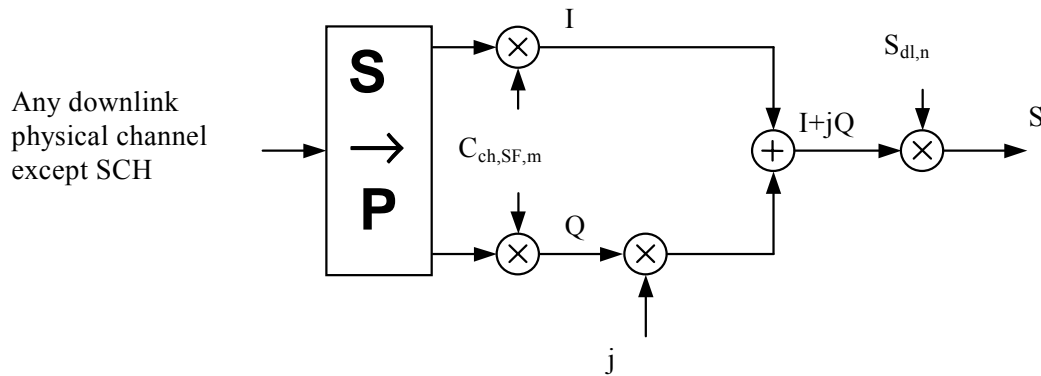 I
S
S_dl,n
Any downlink
physical channel
except SCH
S
I+jQ
C_ch,SF,m
P
Q
j